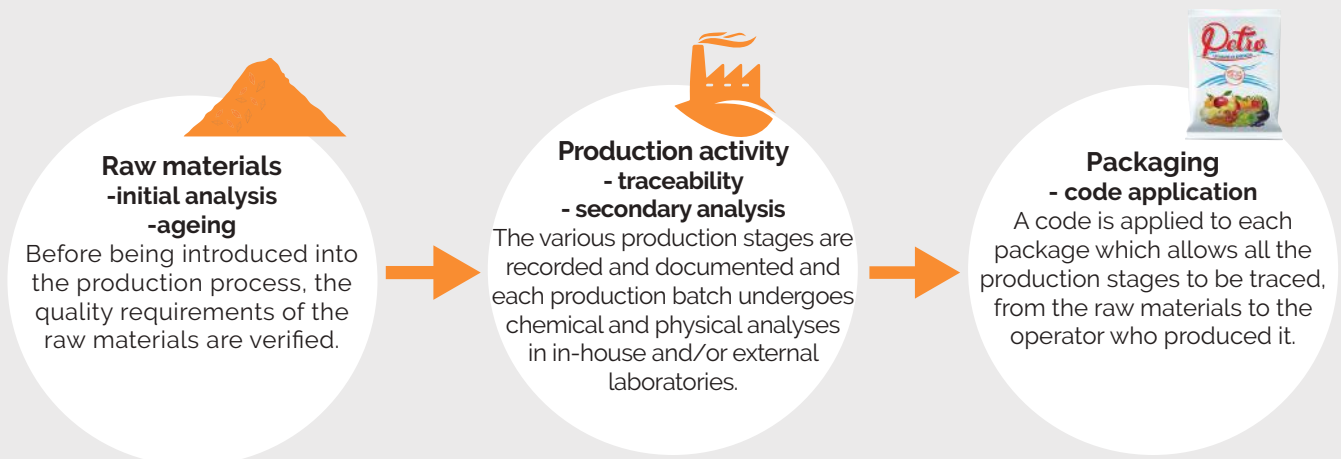 Raw materials
-initial analysis
-ageing
Before being introduced into
the production process, the
quality requirements of the
raw materials are verified.
Production activity
- traceability
- secondary analysis
The various production stages are
recorded and documented and
each production batch undergoes
chemical and physical analyses
in in-house and/or external
laboratories.
Petro
Packaging
- code application
A code is applied to each
package which allows all the
production stages to be traced,
from the raw materials to the
operator who produced it.